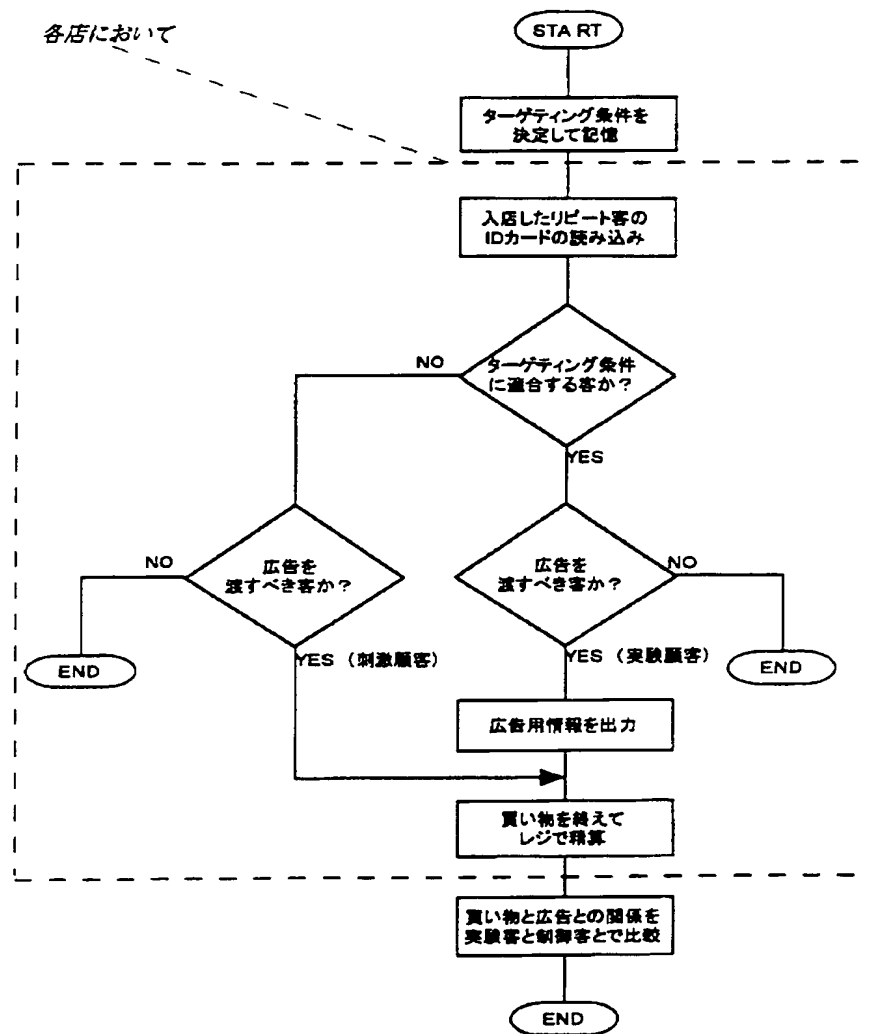 各店において
START
ターゲティング条件を
決定して記憶
入店したリピート客の
IDカードの読み込み
NO
ターゲティング条件
に適合する客か？
YES
NO
広告を
渡すべき客か？
広告を
渡すべき客か？
NO
END
YES（刺激顧客）
YES（実験顧客）
END
広告用情報を出力
買い物を終えて
レジで精算
買い物と広告との関係を
実験客と制御客とで比較
END